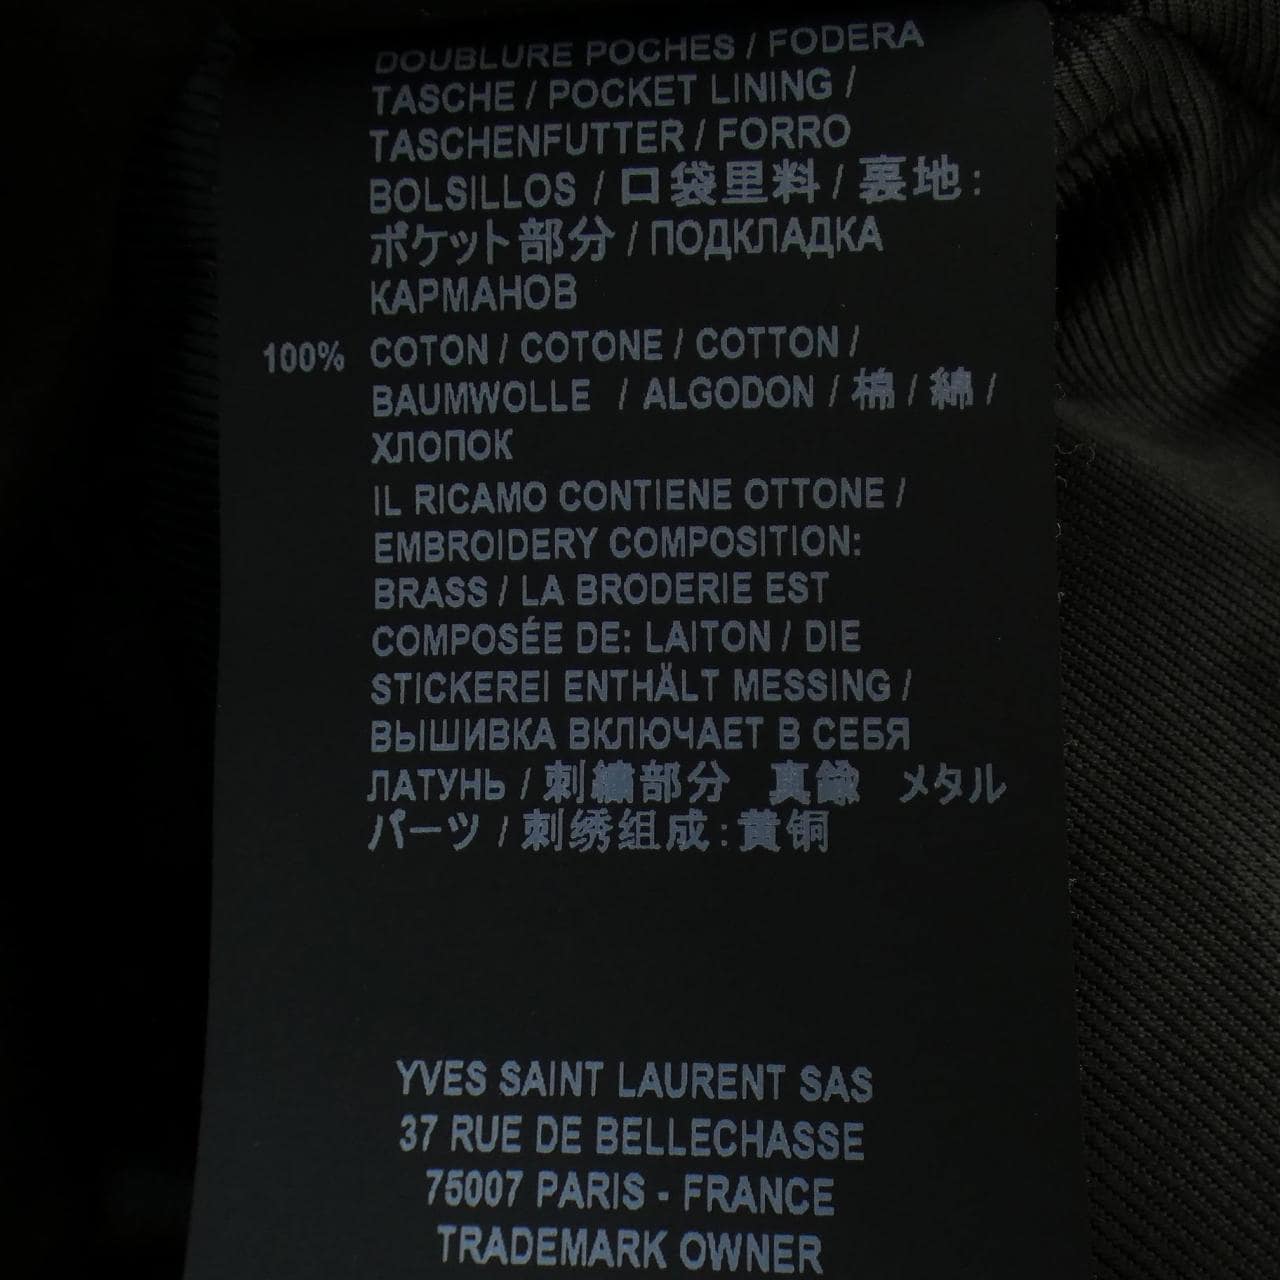 DOUBLURE POCHES / FODERA
TASCHE / POCKET LINING /
TASCHENFUTTER / FORRO
BOLSILLOS / 口袋里料 / 裏地:
ポケット部分 / ПОДКЛАДКА
КАРМАНОВ
100% COTON / COTONE / COTTON /
BAUMWOLLE / ALGODON / 棉 / 綿 /
ХЛОПОК
IL RICAMO CONTIENE OTTONE /
EMBROIDERY COMPOSITION:
BRASS / LA BRODERIE EST
COMPOSÉE DE: LAITON / DIE
STICKEREI ENTHÄLT MESSING /
ВЫШИВКА ВКЛЮЧАЕТ В СЕБЯ
ЛАТУНЬ / 刺繍部分 真鍮 メタル
パーツ / 刺绣组成: 黄铜
YVES SAINT LAURENT SAS
37 RUE DE BELLECHASSE
75007 PARIS - FRANCE
TRADEMARK OWNER